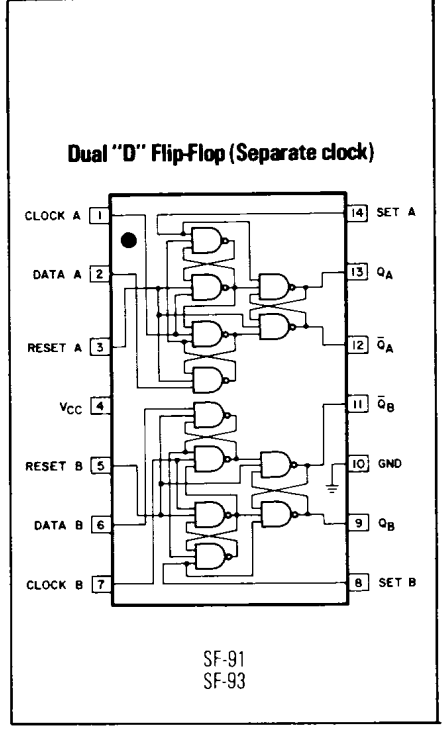 Dual "D" Flip-Flop (Separate clock)
CLOCK A 1
DATA A 2
RESET A 3
VCC 4
RESET B 5
DATA B 6
CLOCK B 7
14 SET A
13 QA
12 Q̅A
11 Q̅B
10 GND
9 QB
8 SET B
SF-91
SF-93